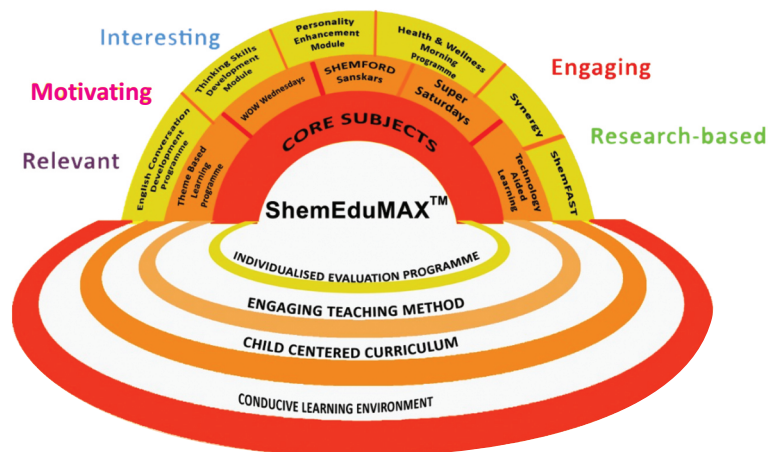 Interesting
Motivating
Relevant
Engaging
Research-based
English Conversation
Development
Programme
Thinking Skills
Development
Module
Personality
Enhancement
Module
Health & Wellness
Morning
Programme
Synergy
ShemFAST
Theme Based
Learning
Programme
WOW Wednesdays
SHEMFORD
Sanskars
Super
Saturdays
Technology
Aided
Learning
CORE SUBJECTS
ShemEduMAX™
INDIVIDUALISED EVALUATION PROGRAMME
ENGAGING TEACHING METHOD
CHILD CENTERED CURRICULUM
CONDUCIVE LEARNING ENVIRONMENT